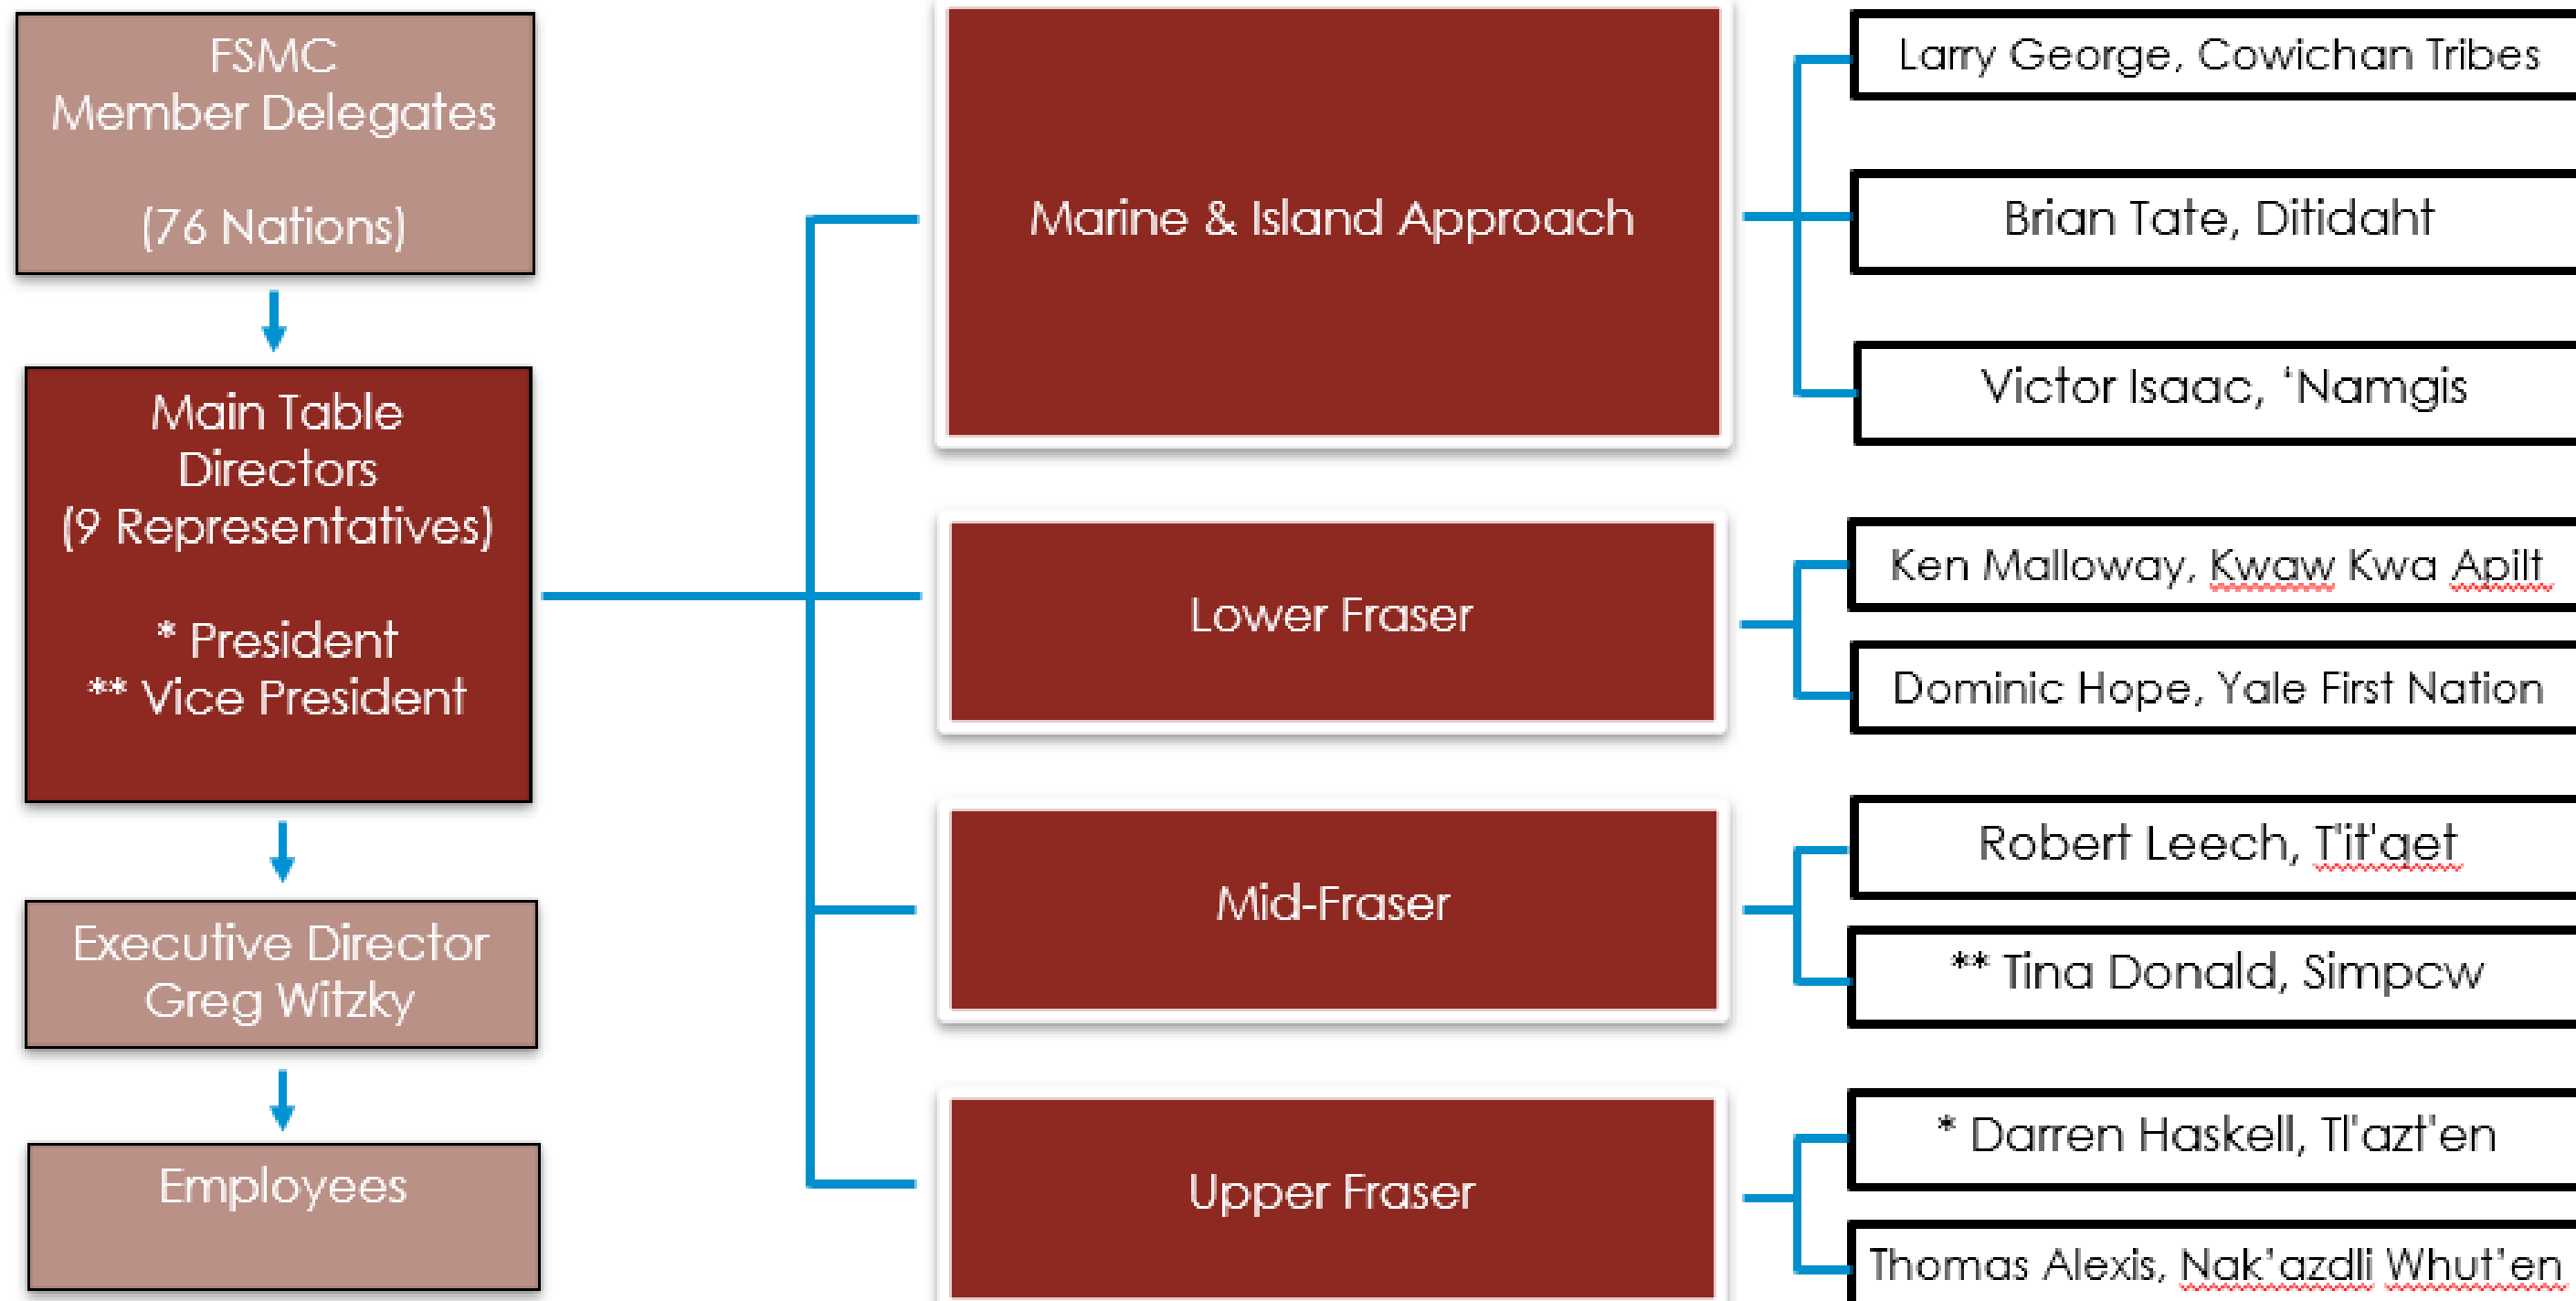 FSMC
Member Delegates
(76 Nations)
Main Table
Directors
(9 Representatives)
* President
** Vice President
Executive Director
Greg Witzky
Employees
Marine & Island Approach
Lower Fraser
Mid-Fraser
Upper Fraser
Larry George, Cowichan Tribes
Brian Tate, Ditidaht
Victor Isaac, ‘Namgis
Ken Malloway, Kwaw Kwa Apilt
Dominic Hope, Yale First Nation
Robert Leech, T'it'qet
** Tina Donald, Simpcw
* Darren Haskell, Tl'azt'en
Thomas Alexis, Nak’azdli Whut’en